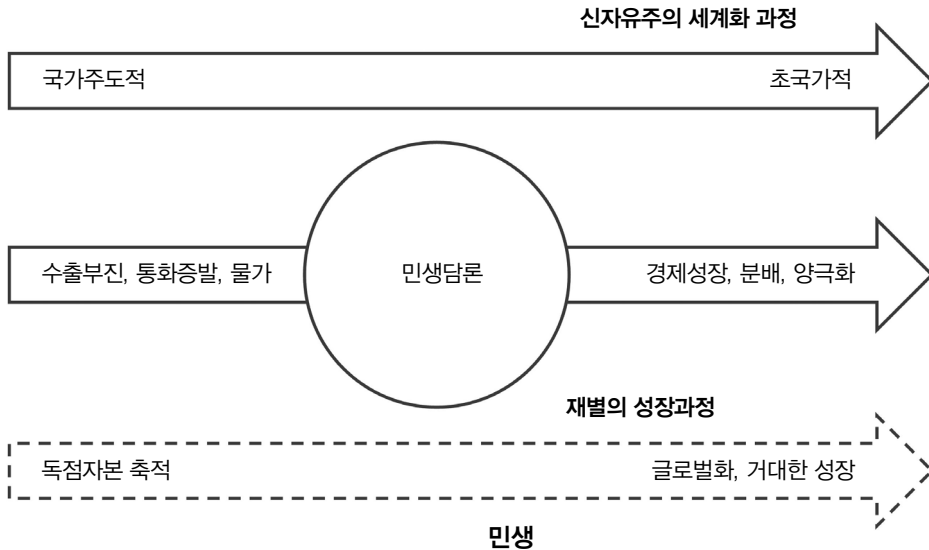 신자유주의 세계화 과정
국가주도적 초국가적
수출부진, 통화증발, 물가 민생담론 경제성장, 분배, 양극화
재별의 성장과정
독점자본 축적 글로벌화, 거대한 성장
민생